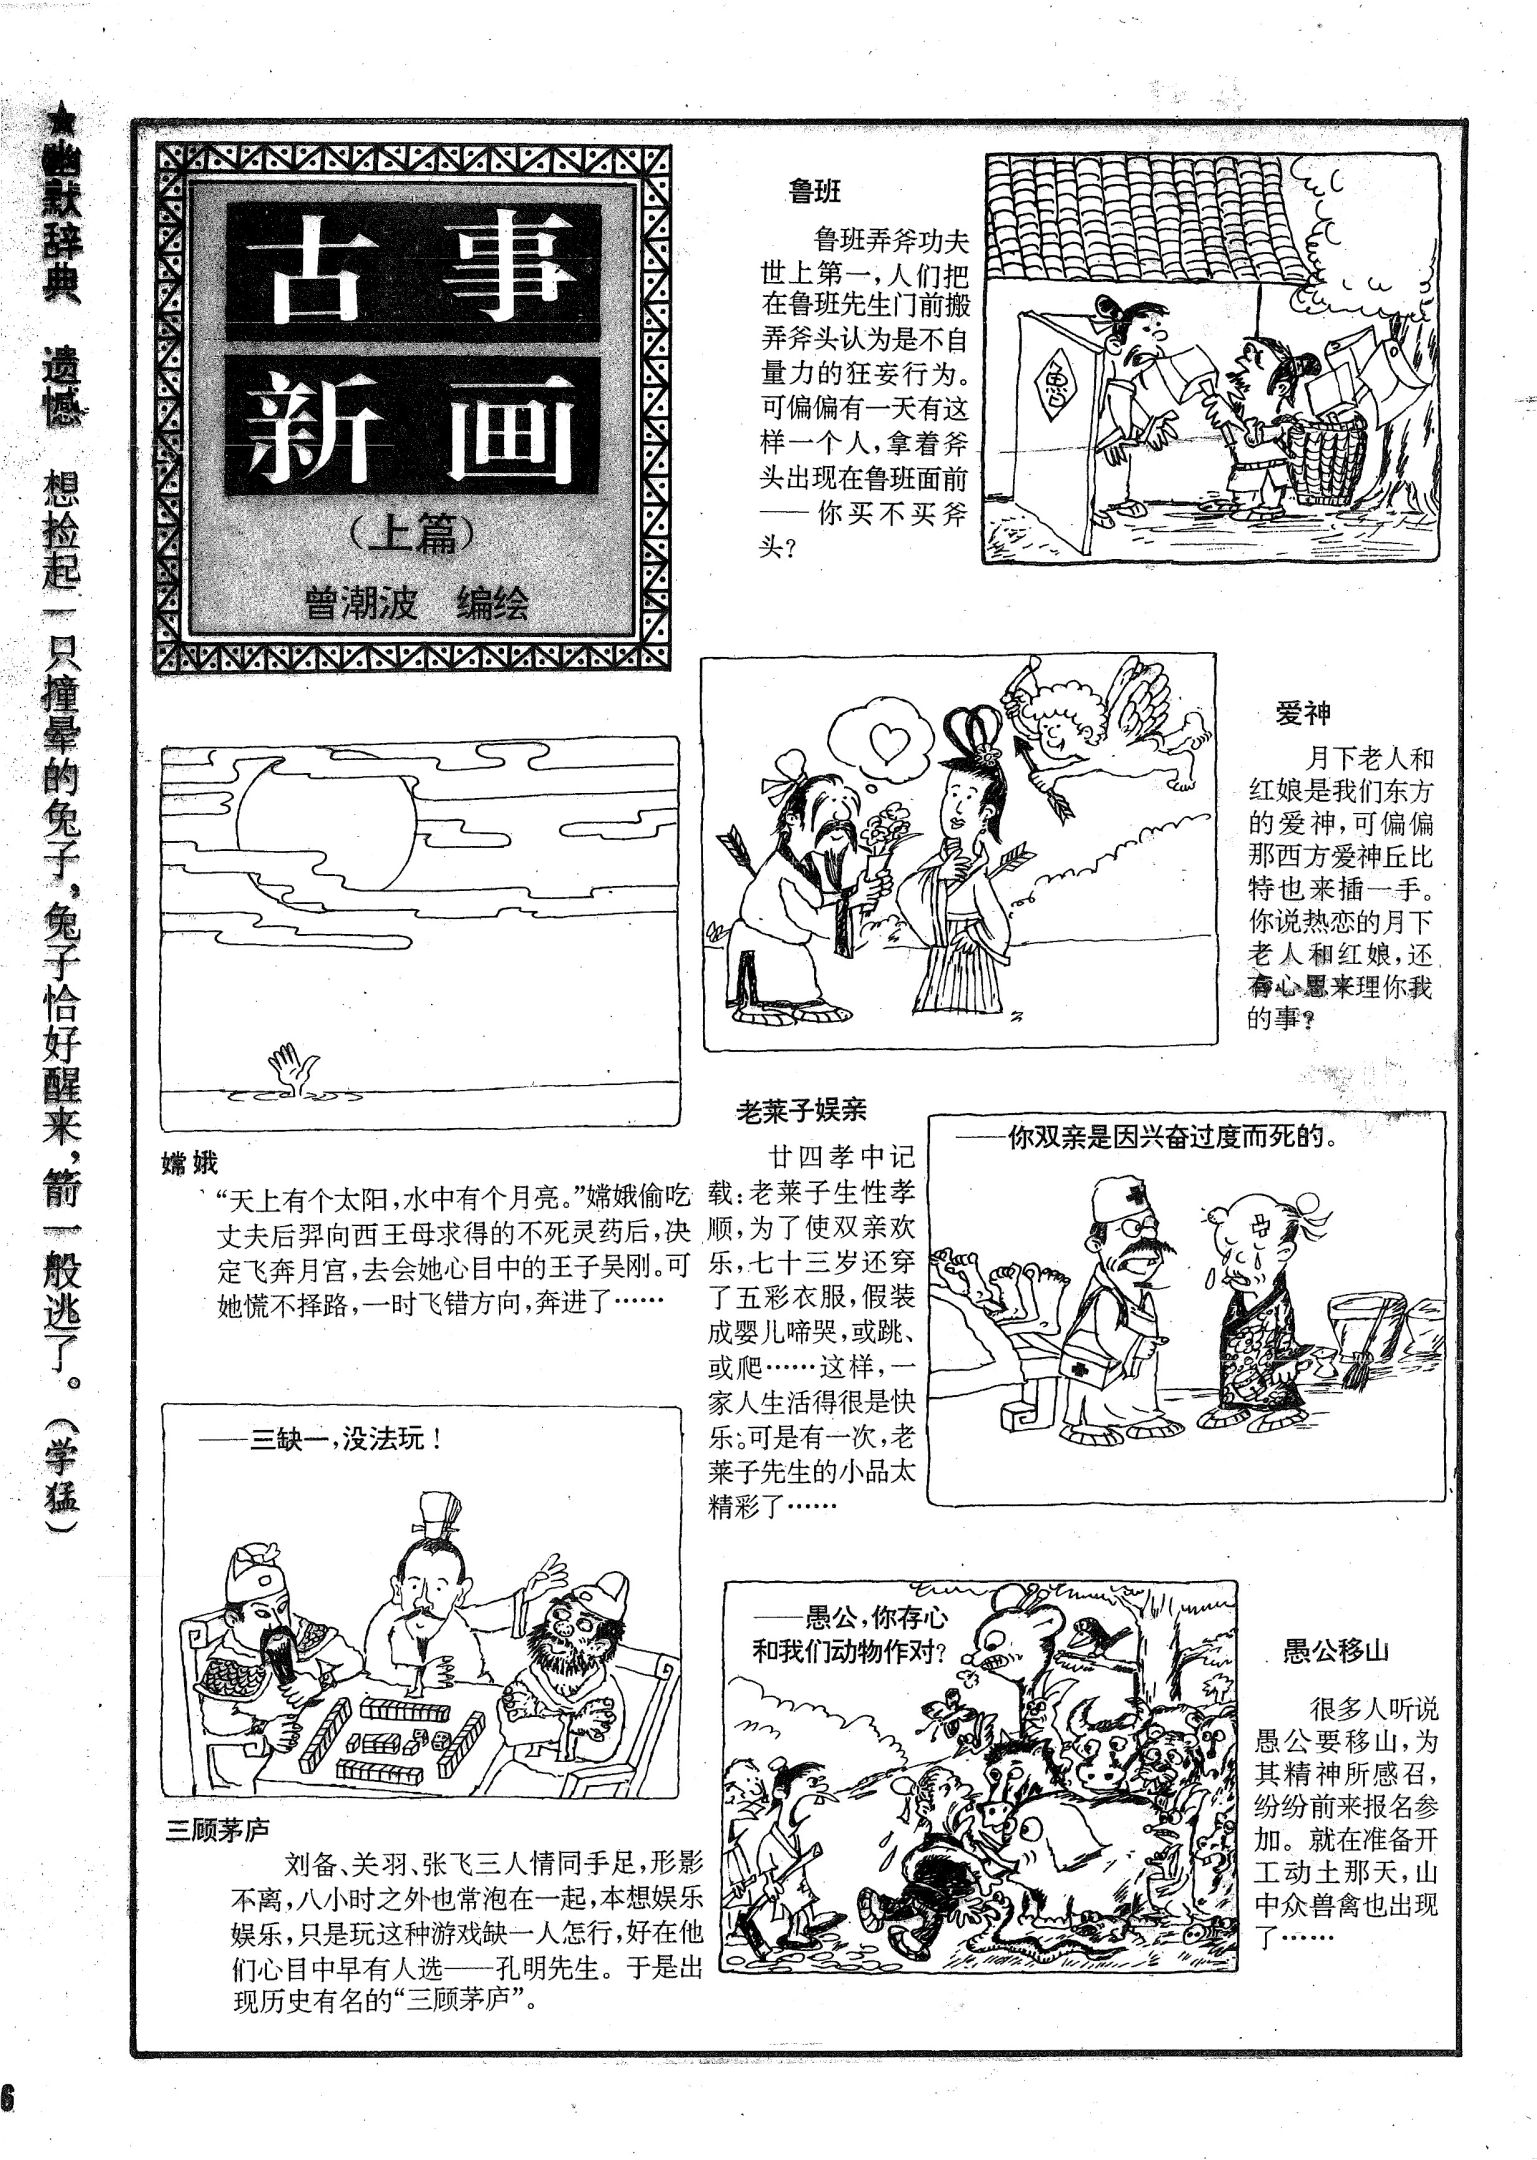 ★幽默辞典 遗憾 想捡起一只撞晕的兔子,兔子恰好醒来,箭一般逃了。(学猛)
古事
新画
(上篇)
曾潮波 编绘
鲁班
鲁班弄斧功夫
世上第一,人们把
在鲁班先生门前搬
弄斧头认为是不自
量力的狂妄行为。
可偏偏有一天有这
样一个人,拿着斧
头出现在鲁班面前
——你买不买斧
头?
魯
爱神
月下老人和
红娘是我们东方
的爱神,可偏偏
那西方爱神丘比
特也来插一手。
你说热恋的月下
老人和红娘,还
有心思来理你我
的事?
嫦娥
“天上有个太阳,水中有个月亮。”嫦娥偷吃
丈夫后羿向西王母求得的不死灵药后,决
定飞奔月宫,去会她心目中的王子吴刚。可
她慌不择路,一时飞错方向,奔进了……
老莱子娱亲
廿四孝中记
载:老莱子生性孝
顺,为了使双亲欢
乐,七十三岁还穿
了五彩衣服,假装
成婴儿啼哭,或跳、
或爬……这样,一
家人生活得很是快
乐。可是有一次,老
莱子先生的小品太
精彩了……
——你双亲是因兴奋过度而死的。
——三缺一,没法玩!
三顾茅庐
刘备、关羽、张飞三人情同手足,形影
不离,八小时之外也常泡在一起,本想娱乐
娱乐,只是玩这种游戏缺一人怎行,好在他
们心目中早有人选——孔明先生。于是出
现历史有名的“三顾茅庐”。
——愚公,你存心
和我们动物作对?
愚公移山
很多人听说
愚公要移山,为
其精神所感召,
纷纷前来报名参
加。就在准备开
工动土那天,山
中众兽禽也出现
了……
6